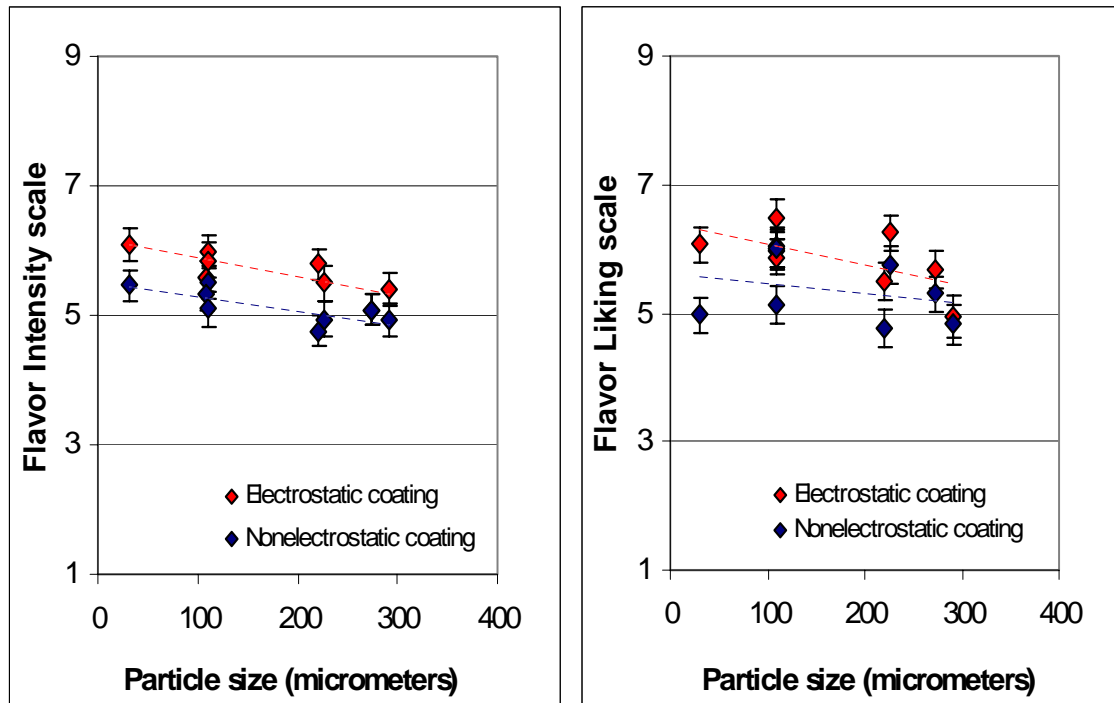 Flavor Intensity scale
9
7
5
3
1
Electrostatic coating
Nonelectrostatic coating
0 100 200 300 400
Particle size (micrometers)
Flavor Liking scale
9
7
5
3
1
Electrostatic coating
Nonelectrostatic coating
0 100 200 300 400
Particle size (micrometers)